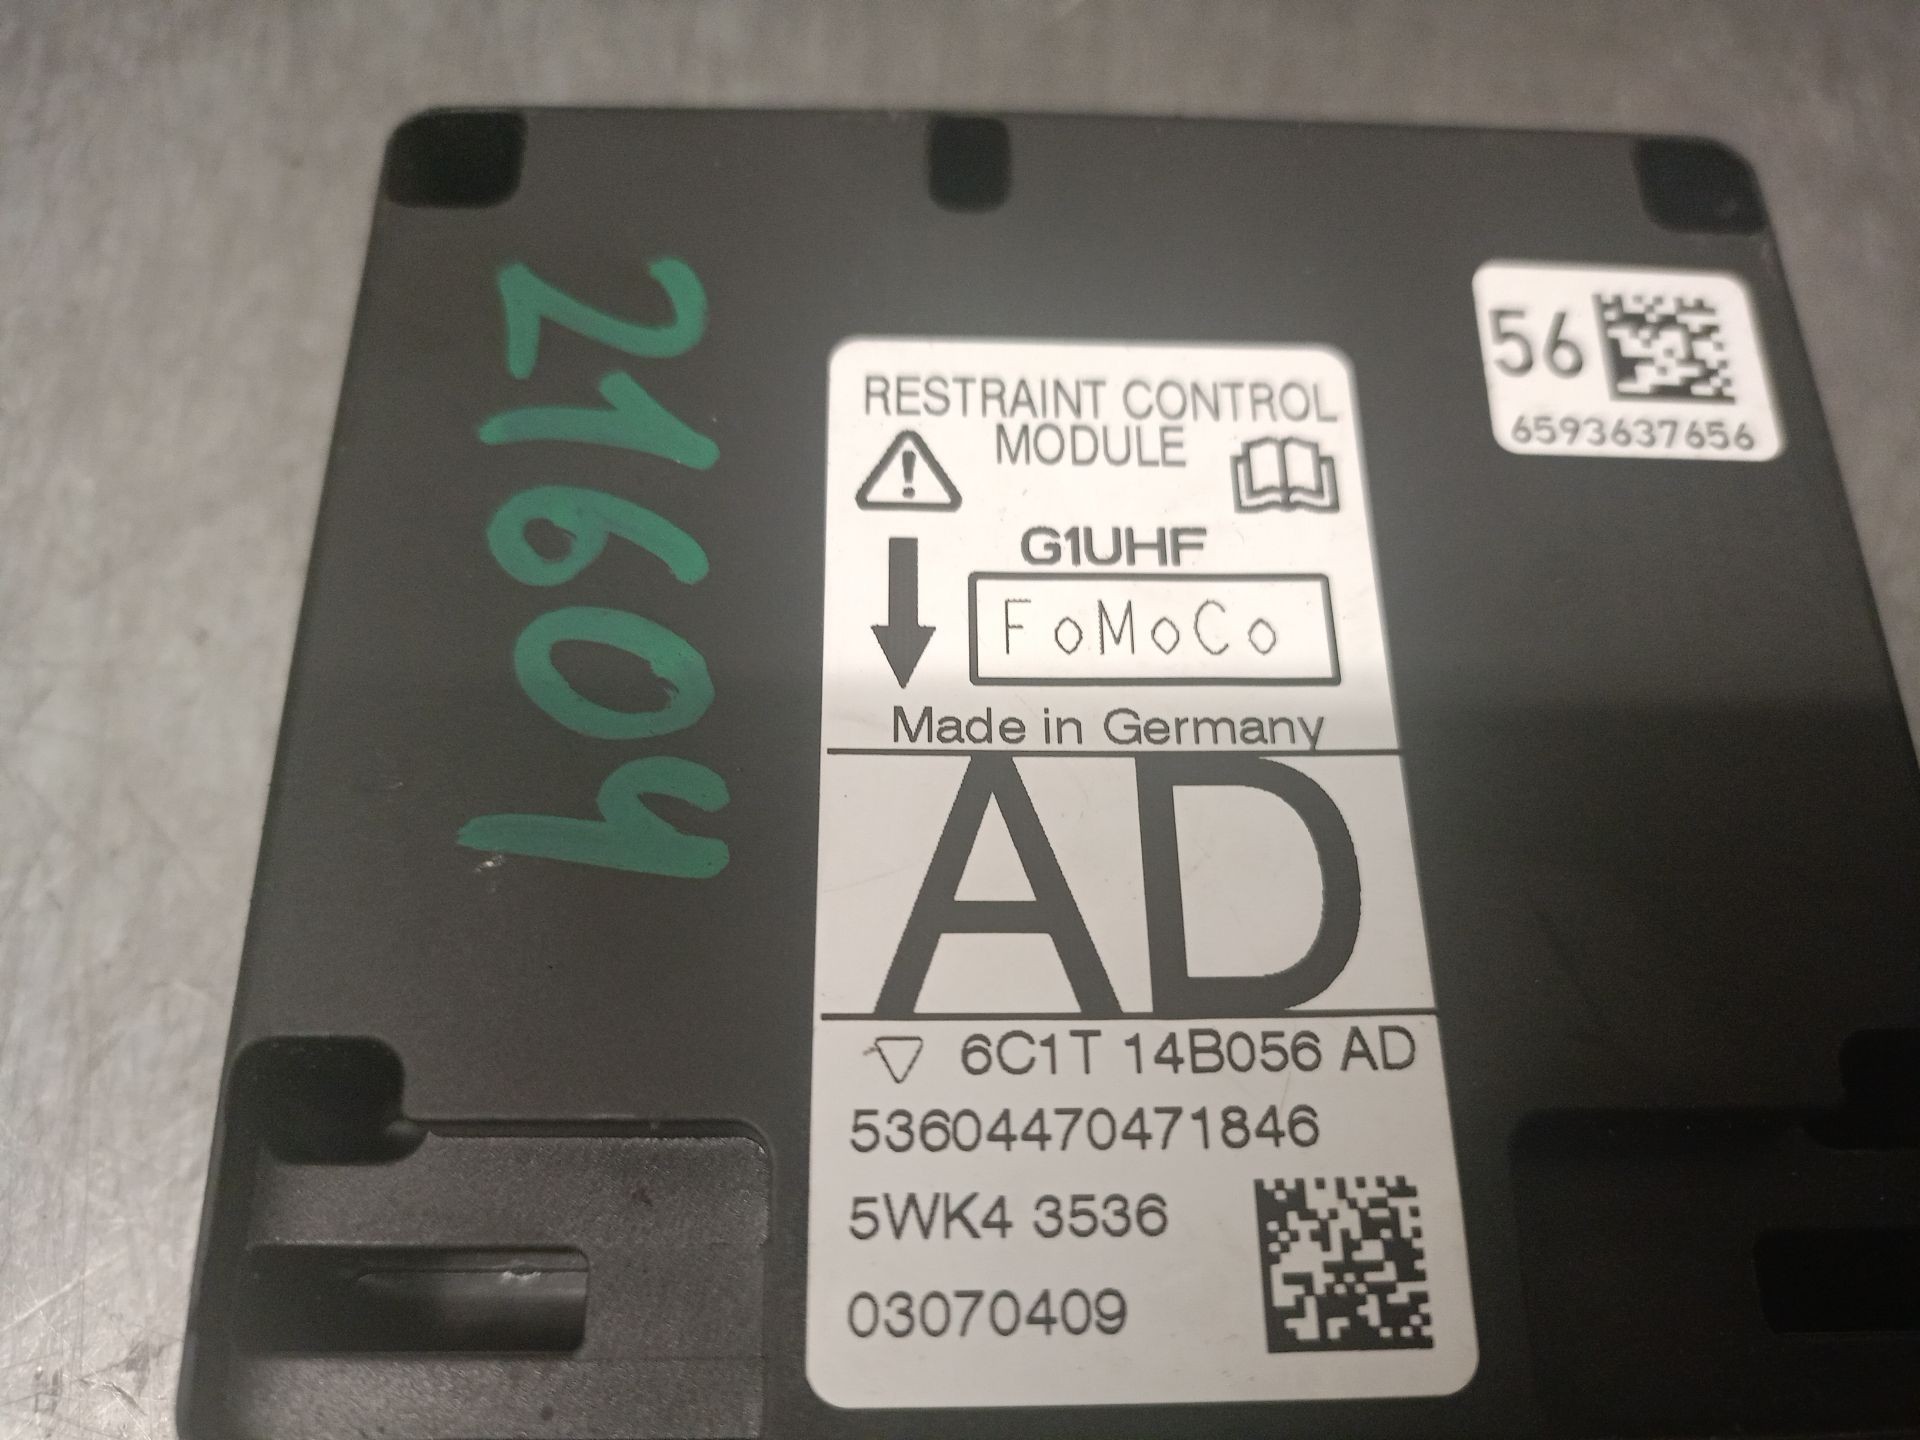 21604
56
6593637656
RESTRAINT CONTROL
MODULE
G1UHF
FoMoCo
Made in Germany
AD
6C1T 14B056 AD
53604470471846
5WK4 3536
03070409